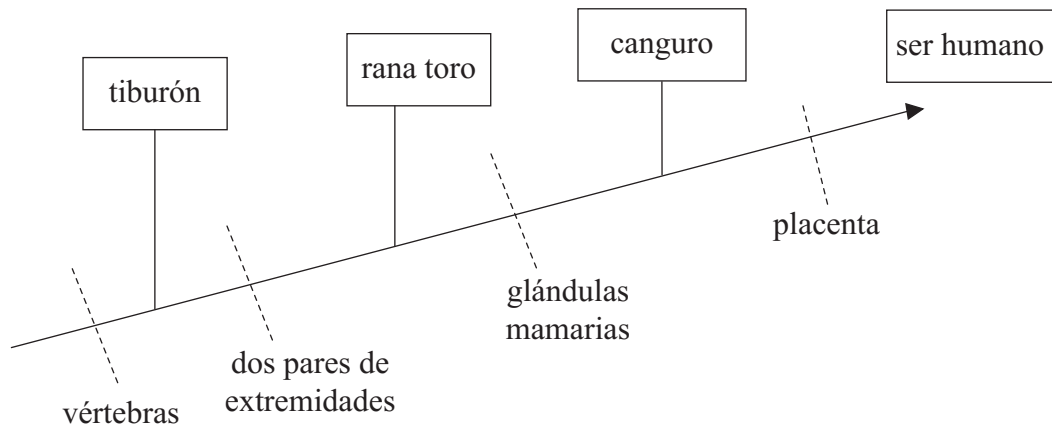 tiburón
rana toro
canguro
ser humano
vértebras
dos pares de
extremidades
glándulas
mamarias
placenta